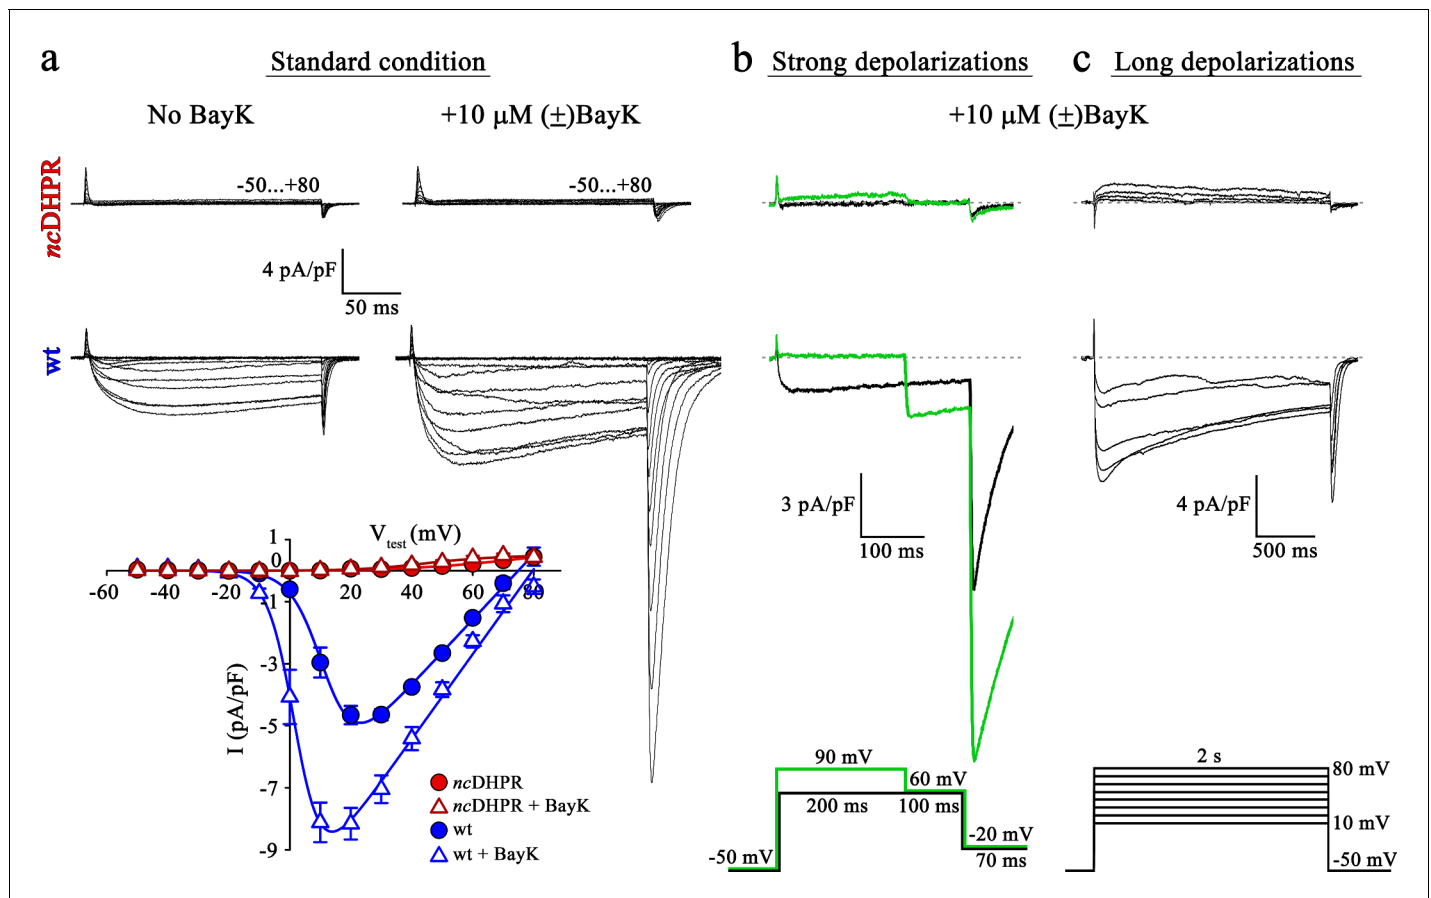 a Standard condition
b Strong depolarizations
c Long depolarizations
No BayK
+10 μM (±)BayK
+10 μM (±)BayK
ncDHPR
-50...+80
-50...+80
4 pA/pF
50 ms
wt
3 pA/pF
100 ms
4 pA/pF
500 ms
Vtest (mV)
1
0
-60
-40
-20
20
40
60
80
-1
-3
-5
-7
-9
I (pA/pF)
ncDHPR
ncDHPR + BayK
wt
wt + BayK
90 mV
60 mV
200 ms
100 ms
-20 mV
-50 mV
70 ms
2 s
80 mV
10 mV
-50 mV